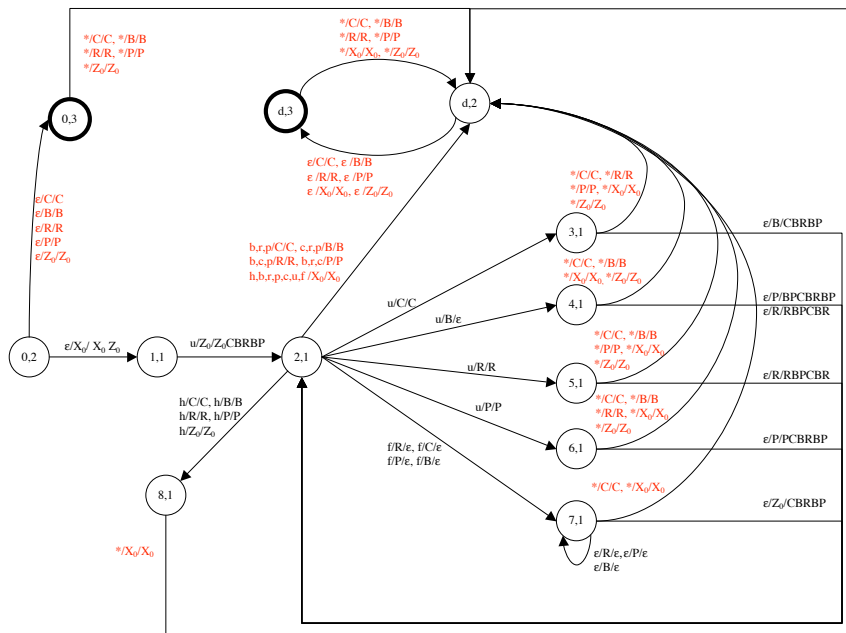 */C/C, */B/B
*/R/R, */P/P
*/Z₀/Z₀
*/C/C, */B/B
*/R/R, */P/P
*/X₀/X₀, */Z₀/Z₀
0,3
d,3
d,2
ε/C/C, ε /B/B
ε /R/R, ε /P/P
ε /X₀/X₀, ε /Z₀/Z₀
ε/C/C
ε/B/B
ε/R/R
ε/P/P
ε/Z₀/Z₀
*/C/C, */R/R
*/P/P, */X₀/X₀
*/Z₀/Z₀
3,1
ε/B/CBRBP
b,r,p/C/C, c,r,p/B/B
b,c,p/R/R, b,r,c/P/P
h,b,r,p,c,u,f /X₀/X₀
*/C/C, */B/B
*/X₀/X₀, */Z₀/Z₀
u/C/C
4,1
ε/P/BPCBRBP
ε/R/RBPCBR
u/B/ε
0,2
ε/X₀/ X₀ Z₀
1,1
u/Z₀/Z₀CBRBP
2,1
*/C/C, */B/B
*/P/P, */X₀/X₀
*/Z₀/Z₀
u/R/R
5,1
ε/R/RBPCBR
*/C/C, */B/B
*/R/R, */X₀/X₀
*/Z₀/Z₀
u/P/P
6,1
ε/P/PCBRBP
h/C/C, h/B/B
h/R/R, h/P/P
h/Z₀/Z₀
f/R/ε, f/C/ε
f/P/ε, f/B/ε
8,1
*/C/C, */X₀/X₀
7,1
ε/Z₀/CBRBP
*/X₀/X₀
ε/R/ε,ε/P/ε
ε/B/ε